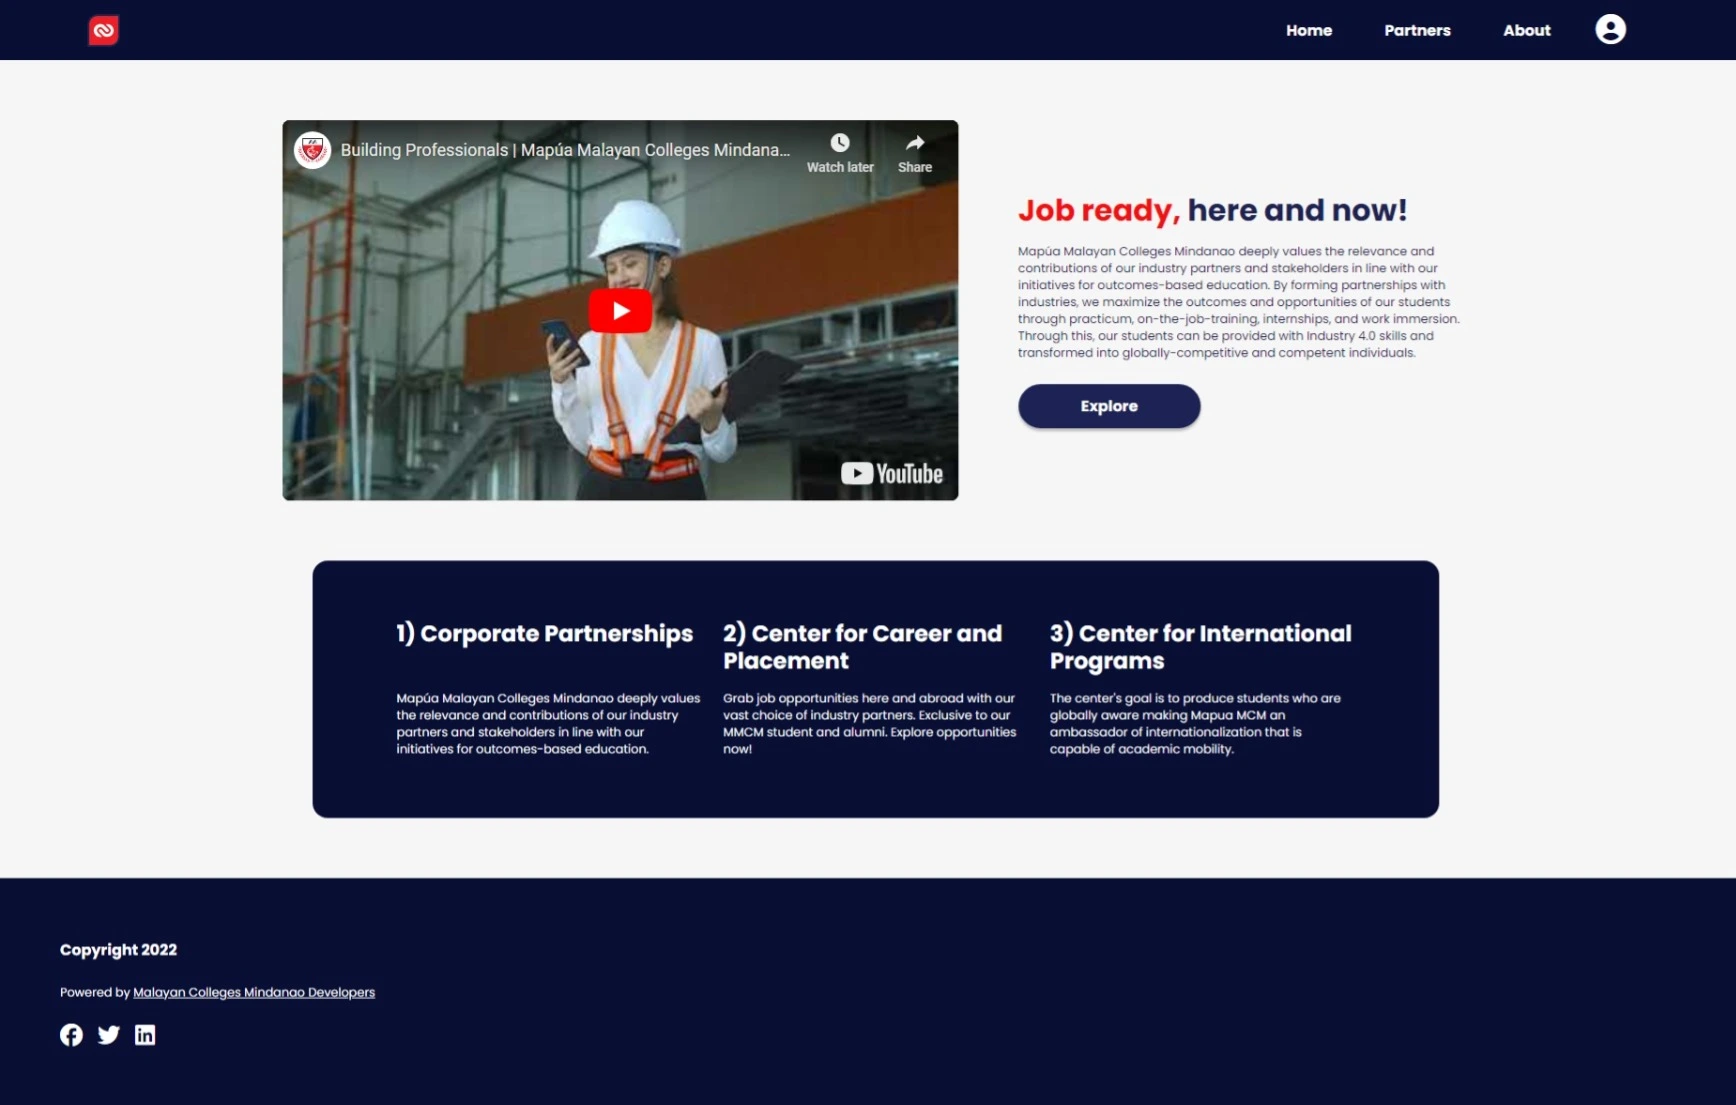 Home Partners About
Building Professionals | Mapúa Malayan Colleges Mindana...
Watch later
Share
YouTube
Job ready, here and now!
Mapúa Malayan Colleges Mindanao deeply values the relevance and
contributions of our industry partners and stakeholders in line with our
initiatives for outcomes-based education. By forming partnerships with
industries, we maximize the outcomes and opportunities of our students
through practicum, on-the-job-training, internships, and work immersion.
Through this, our students can be provided with Industry 4.0 skills and
transformed into globally-competitive and competent individuals.
Explore
1) Corporate Partnerships
Mapúa Malayan Colleges Mindanao deeply values
the relevance and contributions of our industry
partners and stakeholders in line with our
initiatives for outcomes-based education.
2) Center for Career and
Placement
Grab job opportunities here and abroad with our
vast choice of industry partners. Exclusive to our
MMCM student and alumni. Explore opportunities
now!
3) Center for International
Programs
The center's goal is to produce students who are
globally aware making Mapua MCM an
ambassador of internationalization that is
capable of academic mobility.
Copyright 2022
Powered by Malayan Colleges Mindanao Developers